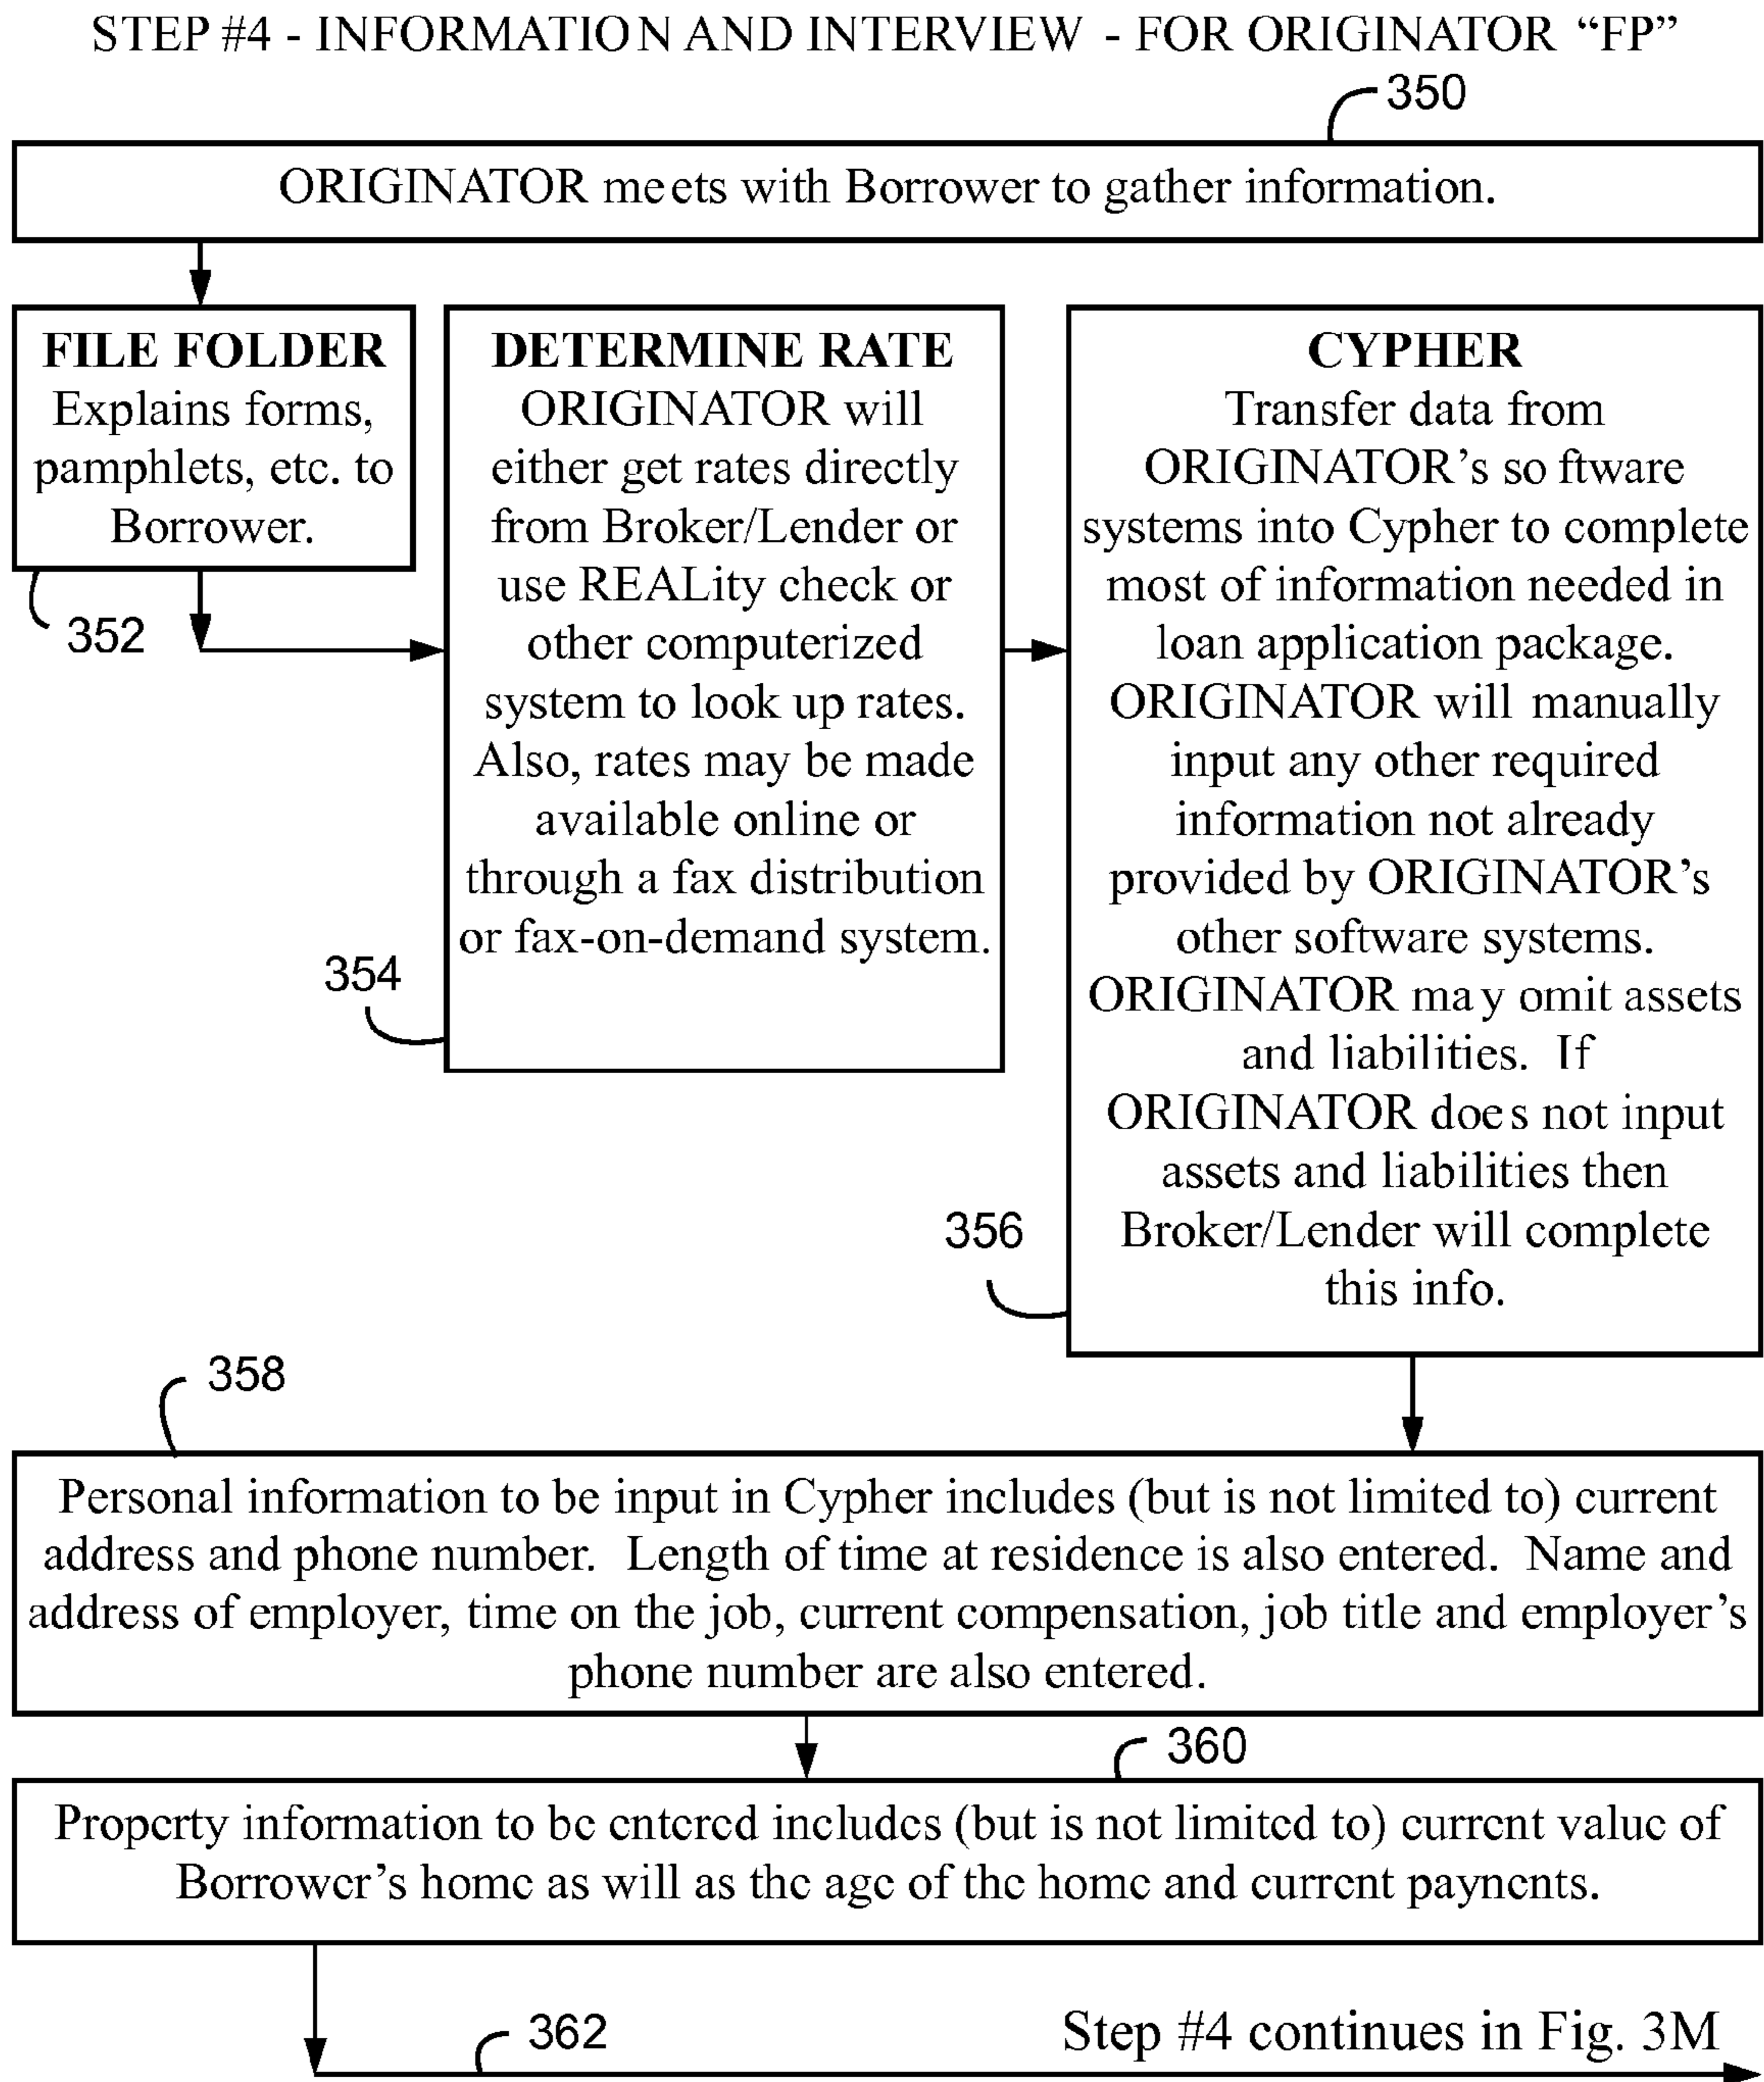 STEP #4 - INFORMATION AND INTERVIEW - FOR ORIGINATOR “FP”
350
ORIGINATOR meets with Borrower to gather information.
FILE FOLDER
Explains forms,
pamphlets, etc. to
Borrower.
352
DETERMINE RATE
ORIGINATOR will
either get rates directly
from Broker/Lender or
use REALity check or
other computerized
system to look up rates.
Also, rates may be made
available online or
through a fax distribution
or fax-on-demand system.
354
CYPHER
Transfer data from
ORIGINATOR’s software
systems into Cypher to complete
most of information needed in
loan application package.
ORIGINATOR will manually
input any other required
information not already
provided by ORIGINATOR’s
other software systems.
ORIGINATOR may omit assets
and liabilities. If
ORIGINATOR does not input
assets and liabilities then
Broker/Lender will complete
this info.
356
358
Personal information to be input in Cypher includes (but is not limited to) current
address and phone number. Length of time at residence is also entered. Name and
address of employer, time on the job, current compensation, job title and employer’s
phone number are also entered.
360
Property information to be entered includes (but is not limited to) current value of
Borrower’s home as will as the age of the home and current paynents.
362
Step #4 continues in Fig. 3M